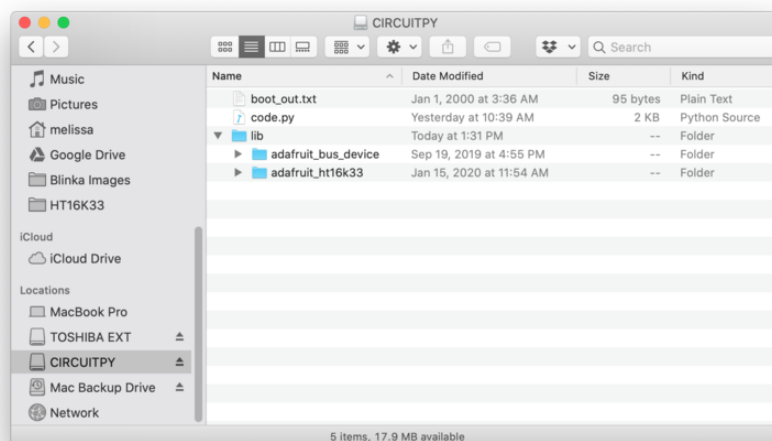 CIRCUITPY
Search
Music
Pictures
melissa
Google Drive
Blinka Images
HT16K33
iCloud
iCloud Drive
Locations
MacBook Pro
TOSHIBA EXT
CIRCUITPY
Mac Backup Drive
Network
Name Date Modified Size Kind
boot_out.txt Jan 1, 2000 at 3:36 AM 95 bytes Plain Text
code.py Yesterday at 10:39 AM 2 KB Python Source
lib Today at 1:31 PM -- Folder
adafruit_bus_device Sep 19, 2019 at 4:55 PM -- Folder
adafruit_ht16k33 Jan 15, 2020 at 11:54 AM -- Folder
5 items, 17.9 MB available